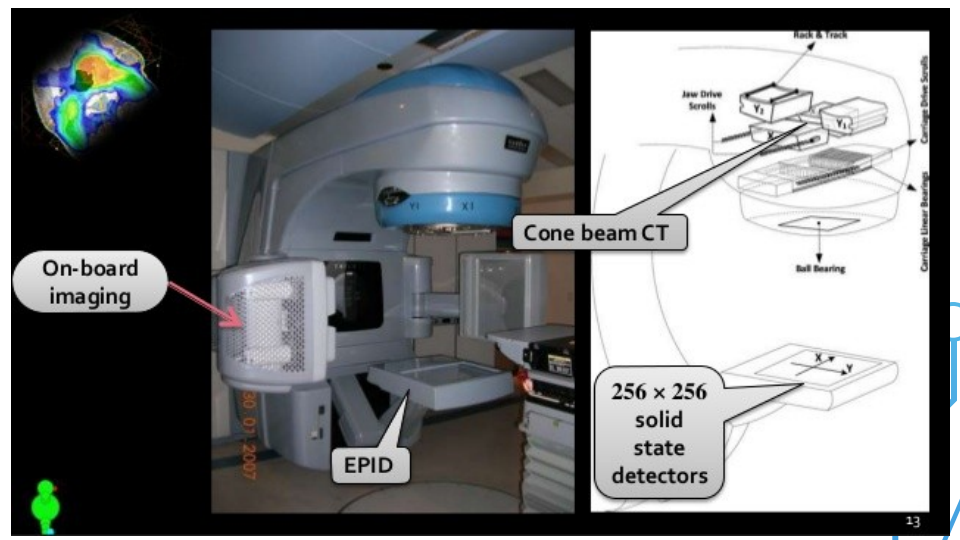 Rack & Track
Carriage Drive Scrolls
Jaw Drive
Scrolls
Y2
Y1
X
Y1 X1
Cone beam CT
Carriage Linear Bearings
On-board
imaging
Ball Bearing
X
Y
256 × 256
solid
state
detectors
30 01 2007
EPID
13